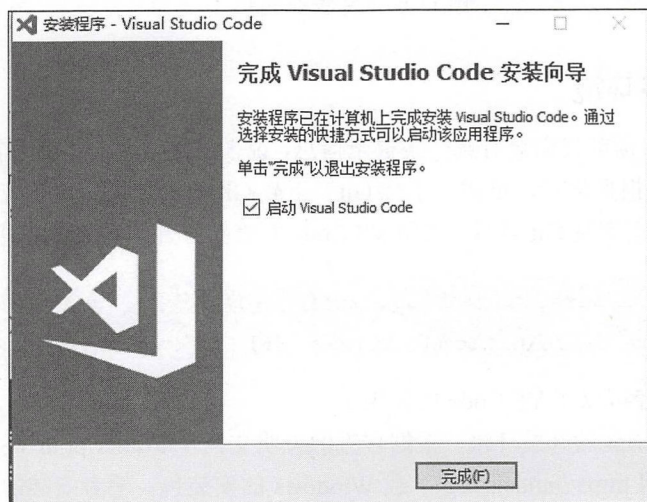 安装程序 - Visual Studio Code
完成 Visual Studio Code 安装向导
安装程序已在计算机上完成安装 Visual Studio Code。通过
选择安装的快捷方式可以启动该应用程序。
单击"完成"以退出安装程序。
启动 Visual Studio Code
完成(F)